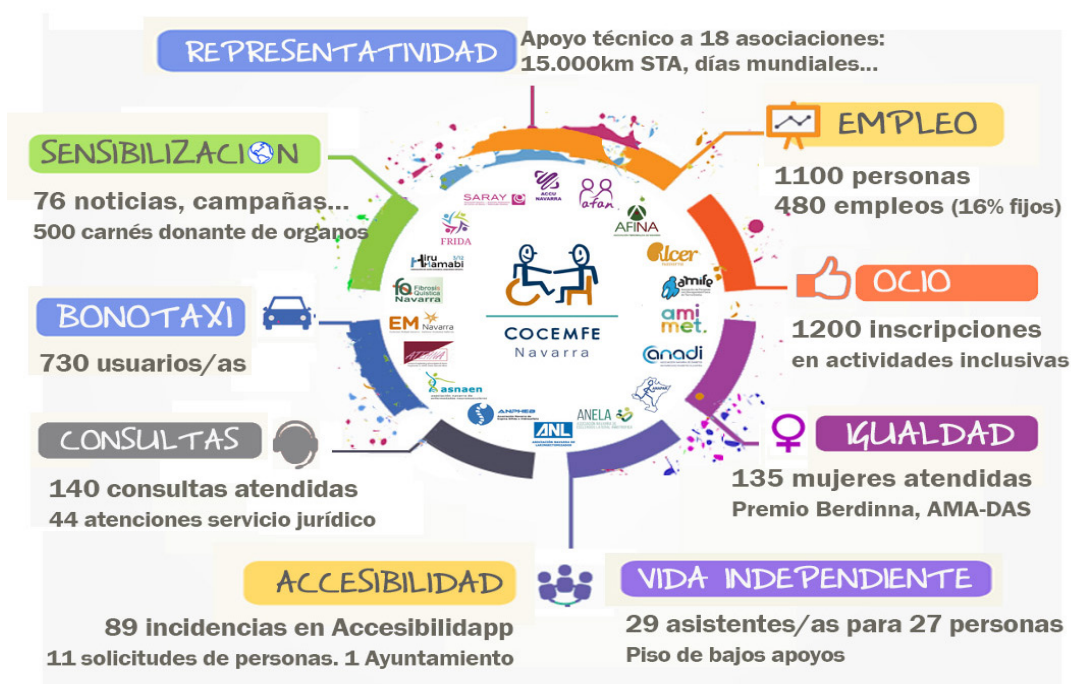 REPRESENTATIVIDAD
Apoyo técnico a 18 asociaciones:
15.000km STA, días mundiales...
SENSIBILIZACIÓN
76 noticias, campañas...
500 carnés donante de organos
EMPLEO
1100 personas
480 empleos (16% fijos)
BONOTAXI
730 usuarios/as
OCIO
1200 inscripciones
en actividades inclusivas
CONSULTAS
140 consultas atendidas
44 atenciones servicio jurídico
IGUALDAD
135 mujeres atendidas
Premio Berdinna, AMA-DAS
ACCESIBILIDAD
89 incidencias en Accesibilidapp
11 solicitudes de personas. 1 Ayuntamiento
VIDA INDEPENDIENTE
29 asistentes/as para 27 personas
Piso de bajos apoyos
SARAY
ACCU
NAVARRA
afan
AFINA
FRIDA
Hiru
Hamabi
Alcer
amife
Fibrosis
Quística
Navarra
ami
met.
EM Navarra
COCEMFE
Navarra
anadi
asnaen
ANPHEB
ANELA
ANL